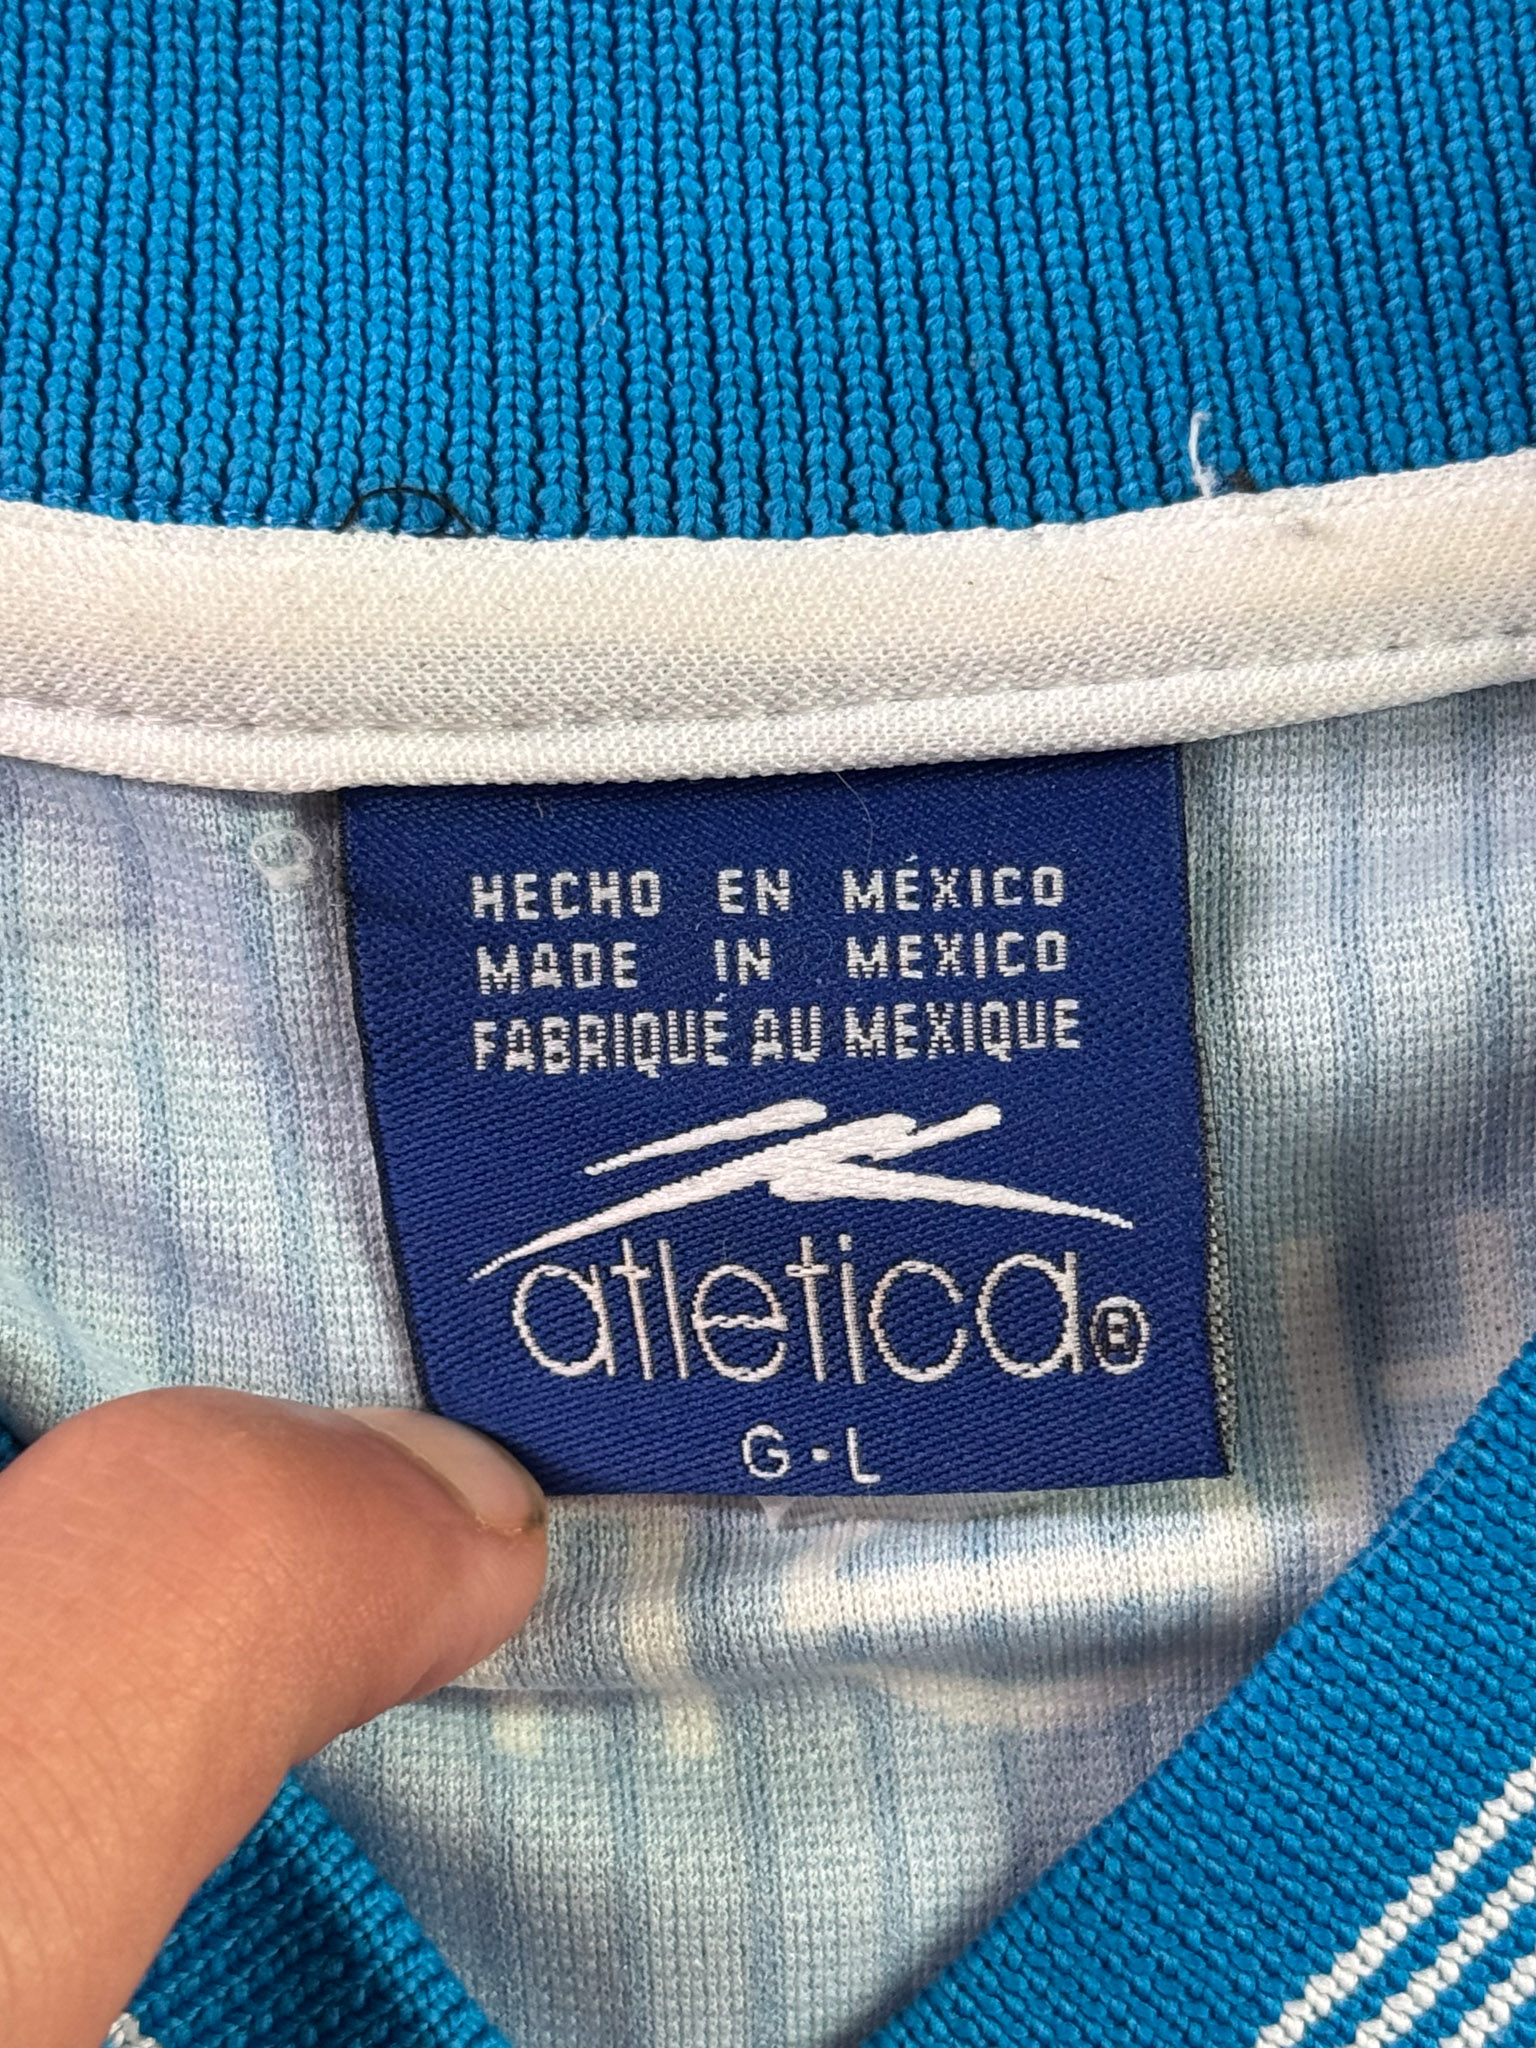 HECHO EN MÉXICO
MADE IN MEXICO
FABRIQUÉ AU MEXIQUE
atletica®
G·L